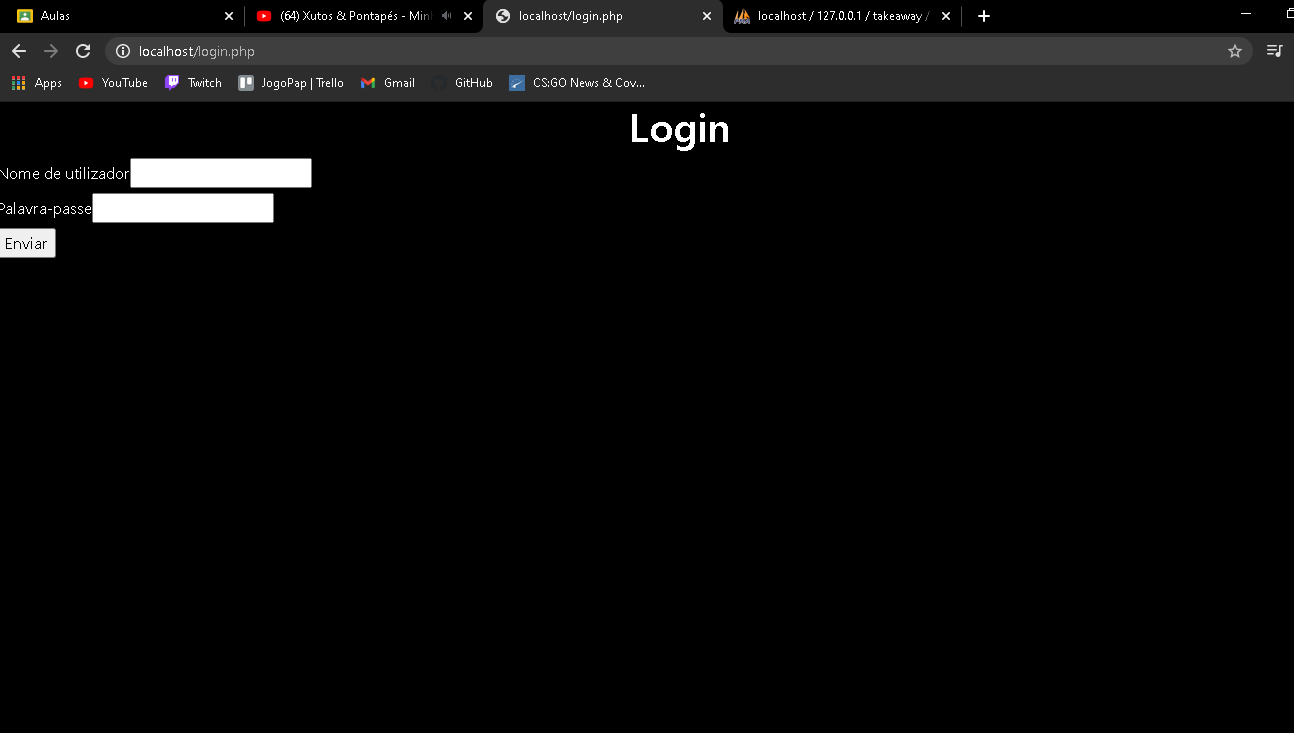 Aulas
(64) Xutos & Pontapés - Min
localhost/login.php
localhost / 127.0.0.1 / takeaway /
localhost/login.php
Apps
YouTube
Twitch
JogoPap | Trello
Gmail
GitHub
CS:GO News & Cov...
Login
Nome de utilizador
Palavra-passe
Enviar